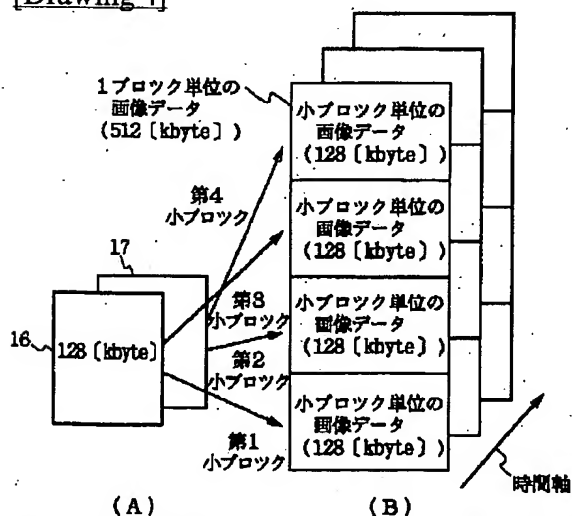 [Drawing 4]
1ブロック単位の
画像データ
(512〔kbyte〕)
小ブロック単位の
画像データ
(128〔kbyte〕)
第4
小ブロック
小ブロック単位の
画像データ
(128〔kbyte〕)
17
16
128〔kbyte〕
第3
小ブロック
小ブロック単位の
画像データ
(128〔kbyte〕)
第2
小ブロック
小ブロック単位の
画像データ
(128〔kbyte〕)
第1
小ブロック
時間軸
(A)
(B)